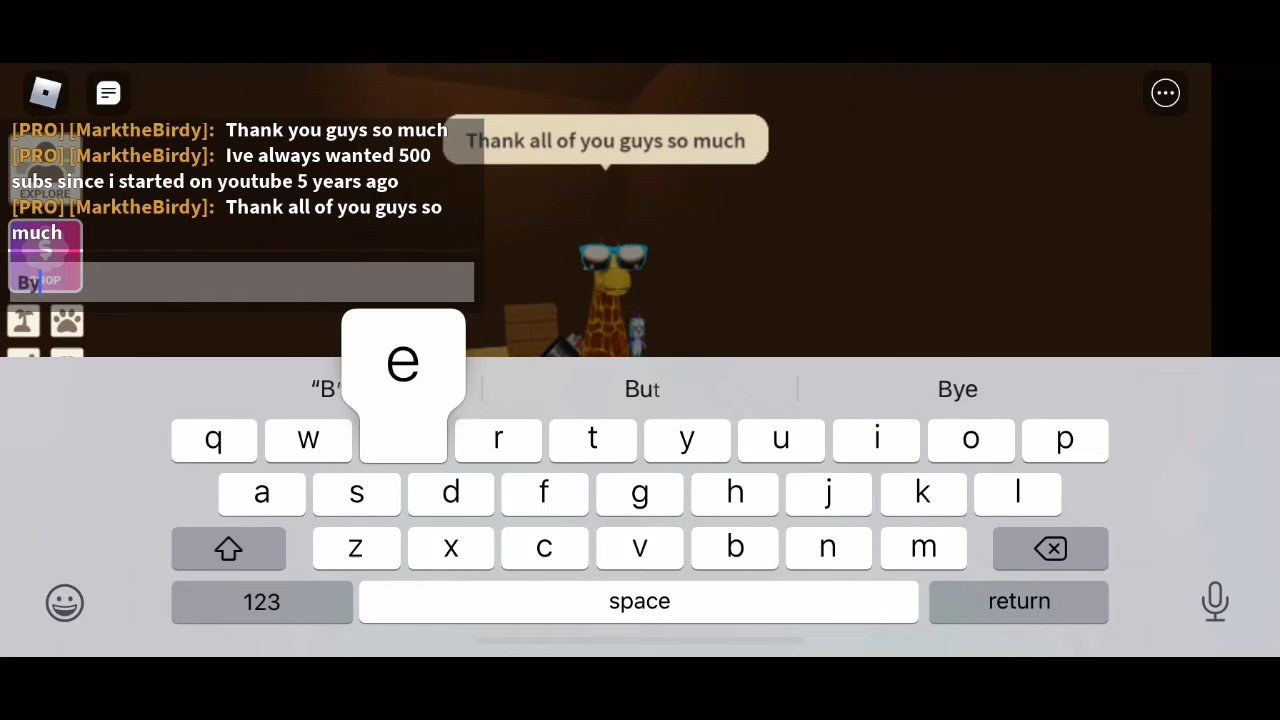 [PRO] [MarktheBirdy]: Thank you guys so much
[PRO] [MarktheBirdy]: Ive always wanted 500
subs since i started on youtube 5 years ago
[PRO] [MarktheBirdy]: Thank all of you guys so
much
Thank all of you guys so much
EXPLORE
SHOP
By
e
“B’
But
Bye
q w r t y u i o p
a s d f g h j k l
z x c v b n m
123 space return